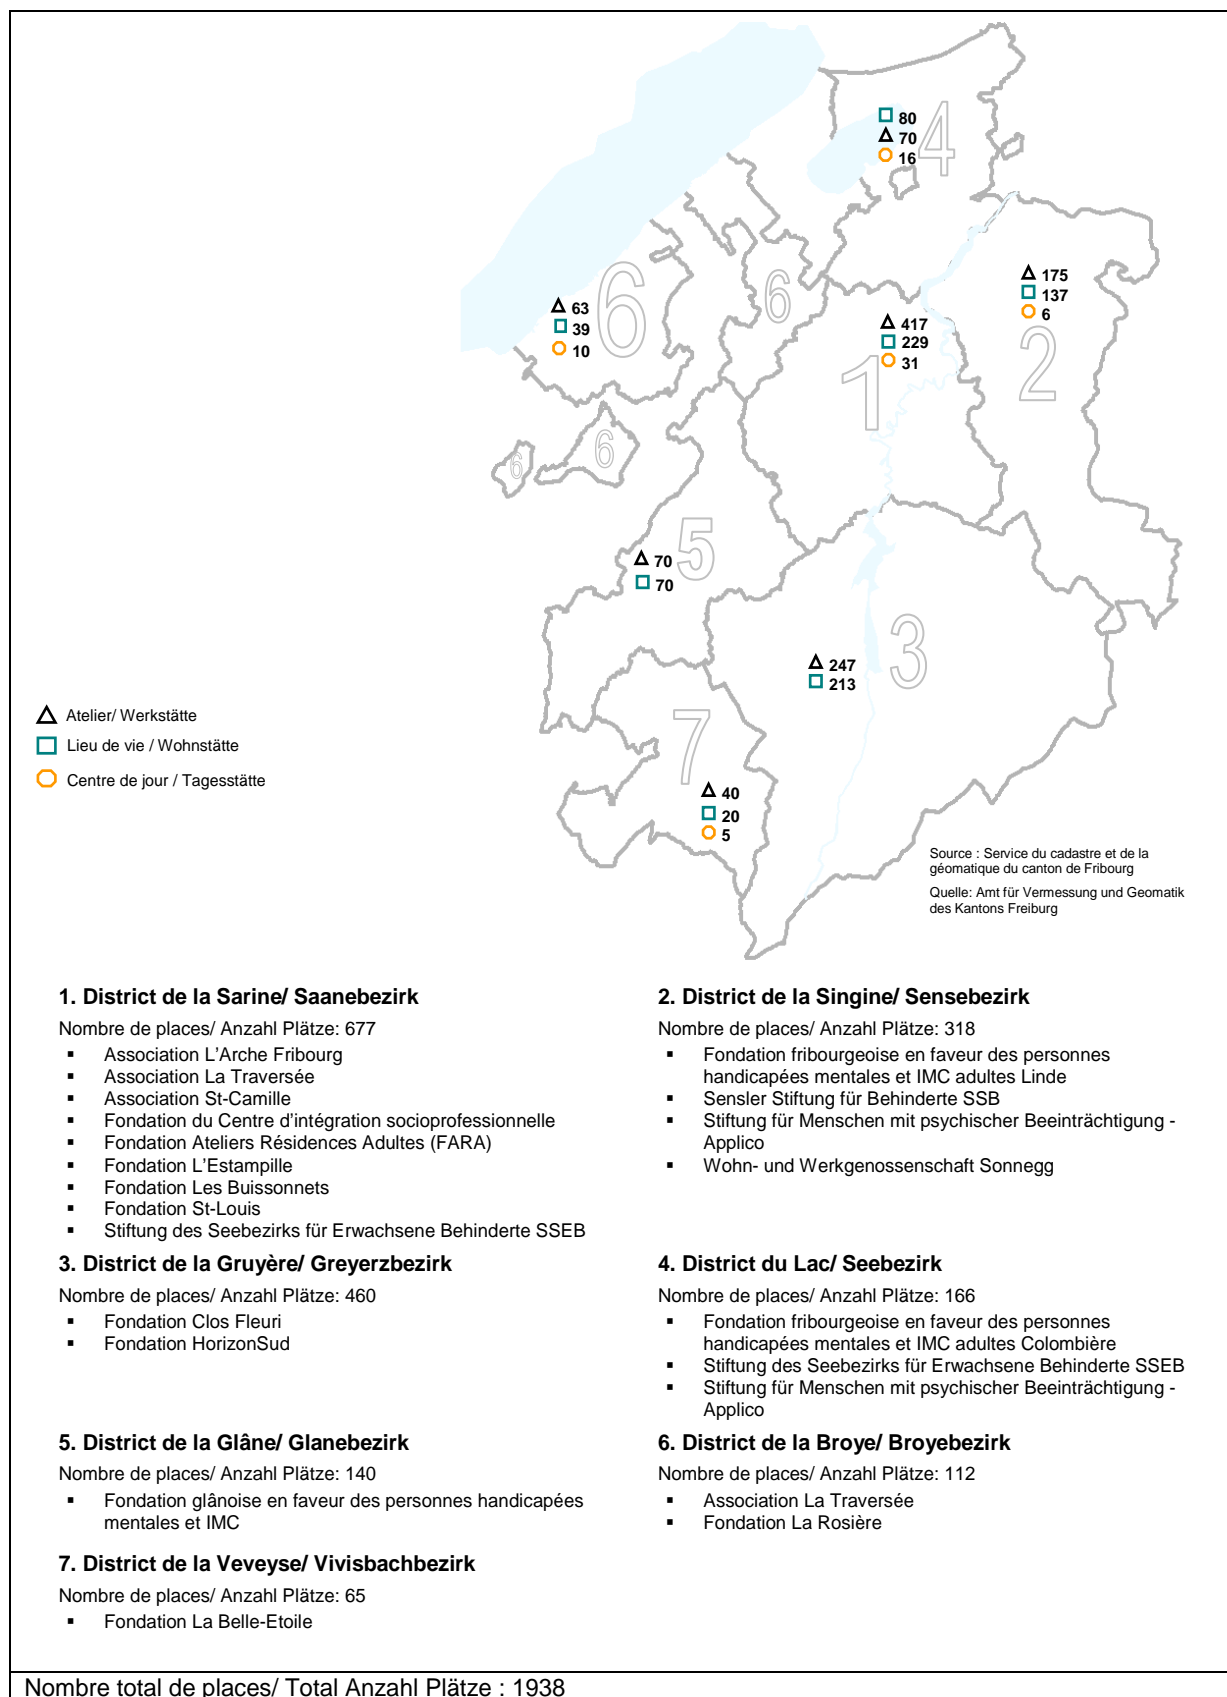 80
4
70
16
175
137
6
2
6
6
63
39
10
417
229
31
1
6
6
5
70
70
3
247
213
Atelier/ Werkstätte
Lieu de vie / Wohnstätte
Centre de jour / Tagesstätte
7
40
20
5
Source : Service du cadastre et de la
géomatique du canton de Fribourg
Quelle: Amt für Vermessung und Geomatik
des Kantons Freiburg
1. District de la Sarine/ Saanebezirk
Nombre de places/ Anzahl Plätze: 677
▪ Association L'Arche Fribourg
▪ Association La Traversée
▪ Association St-Camille
▪ Fondation du Centre d'intégration socioprofessionnelle
▪ Fondation Ateliers Résidences Adultes (FARA)
▪ Fondation L'Estampille
▪ Fondation Les Buissonnets
▪ Fondation St-Louis
▪ Stiftung des Seebezirks für Erwachsene Behinderte SSEB
2. District de la Singine/ Sensebezirk
Nombre de places/ Anzahl Plätze: 318
▪ Fondation fribourgeoise en faveur des personnes
handicapées mentales et IMC adultes Linde
▪ Sensler Stiftung für Behinderte SSB
▪ Stiftung für Menschen mit psychischer Beeinträchtigung -
Applico
▪ Wohn- und Werkgenossenschaft Sonnegg
3. District de la Gruyère/ Greyerzbezirk
Nombre de places/ Anzahl Plätze: 460
▪ Fondation Clos Fleuri
▪ Fondation HorizonSud
4. District du Lac/ Seebezirk
Nombre de places/ Anzahl Plätze: 166
▪ Fondation fribourgeoise en faveur des personnes
handicapées mentales et IMC adultes Colombière
▪ Stiftung des Seebezirks für Erwachsene Behinderte SSEB
▪ Stiftung für Menschen mit psychischer Beeinträchtigung -
Applico
5. District de la Glâne/ Glanebezirk
Nombre de places/ Anzahl Plätze: 140
▪ Fondation glânoise en faveur des personnes handicapées
mentales et IMC
6. District de la Broye/ Broyebezirk
Nombre de places/ Anzahl Plätze: 112
▪ Association La Traversée
▪ Fondation La Rosière
7. District de la Veveyse/ Vivisbachbezirk
Nombre de places/ Anzahl Plätze: 65
▪ Fondation La Belle-Etoile
Nombre total de places/ Total Anzahl Plätze : 1938